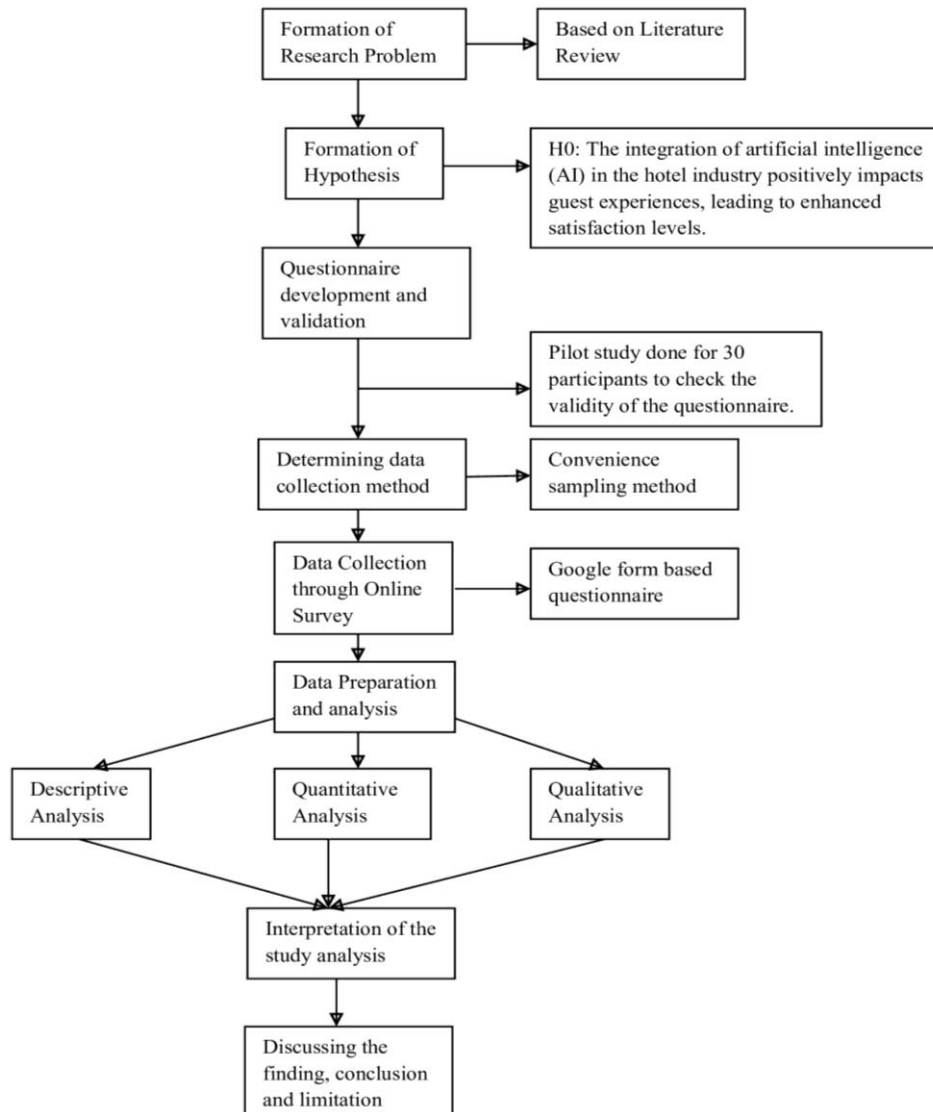 Formation of
Research Problem
Based on Literature
Review
Formation of
Hypothesis
H0: The integration of artificial intelligence
(AI) in the hotel industry positively impacts
guest experiences, leading to enhanced
satisfaction levels.
Questionnaire
development and
validation
Pilot study done for 30
participants to check the
validity of the questionnaire.
Determining data
collection method
Convenience
sampling method
Data Collection
through Online
Survey
Google form based
questionnaire
Data Preparation
and analysis
Descriptive
Analysis
Quantitative
Analysis
Qualitative
Analysis
Interpretation of the
study analysis
Discussing the
finding, conclusion
and limitation